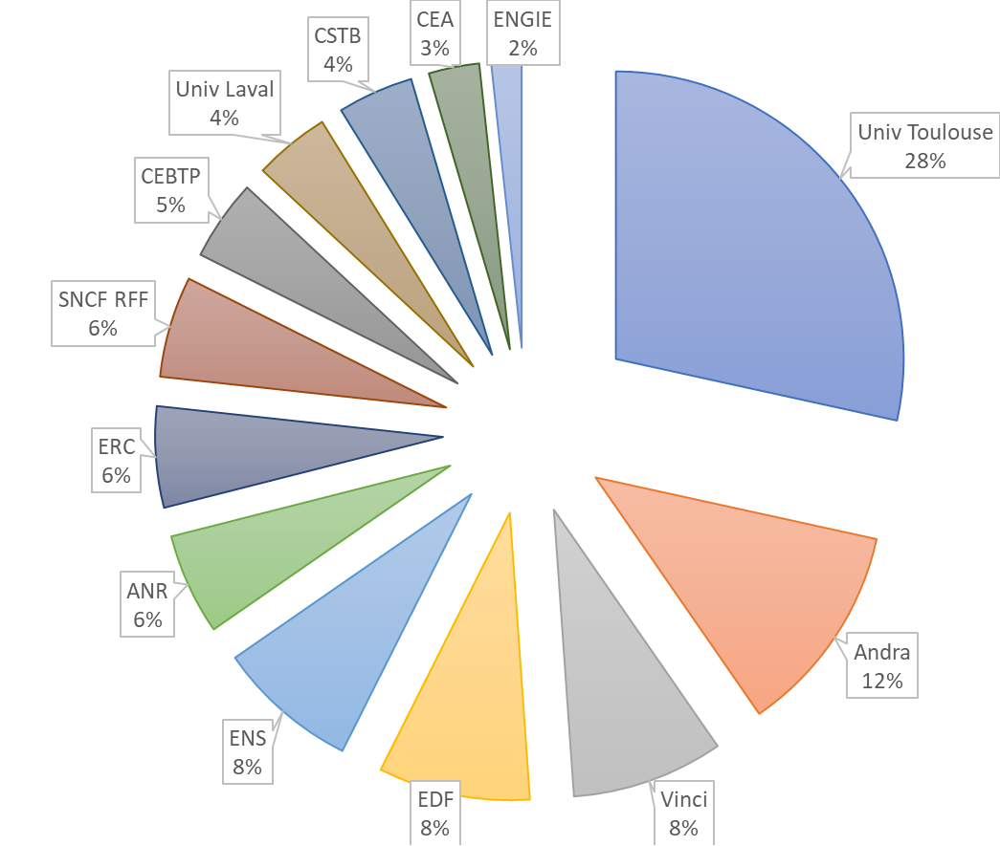 CEA
3%
ENGIE
2%
CSTB
4%
Univ Laval
4%
Univ Toulouse
28%
CEBTP
5%
SNCF RFF
6%
ERC
6%
ANR
6%
Andra
12%
ENS
8%
EDF
8%
Vinci
8%